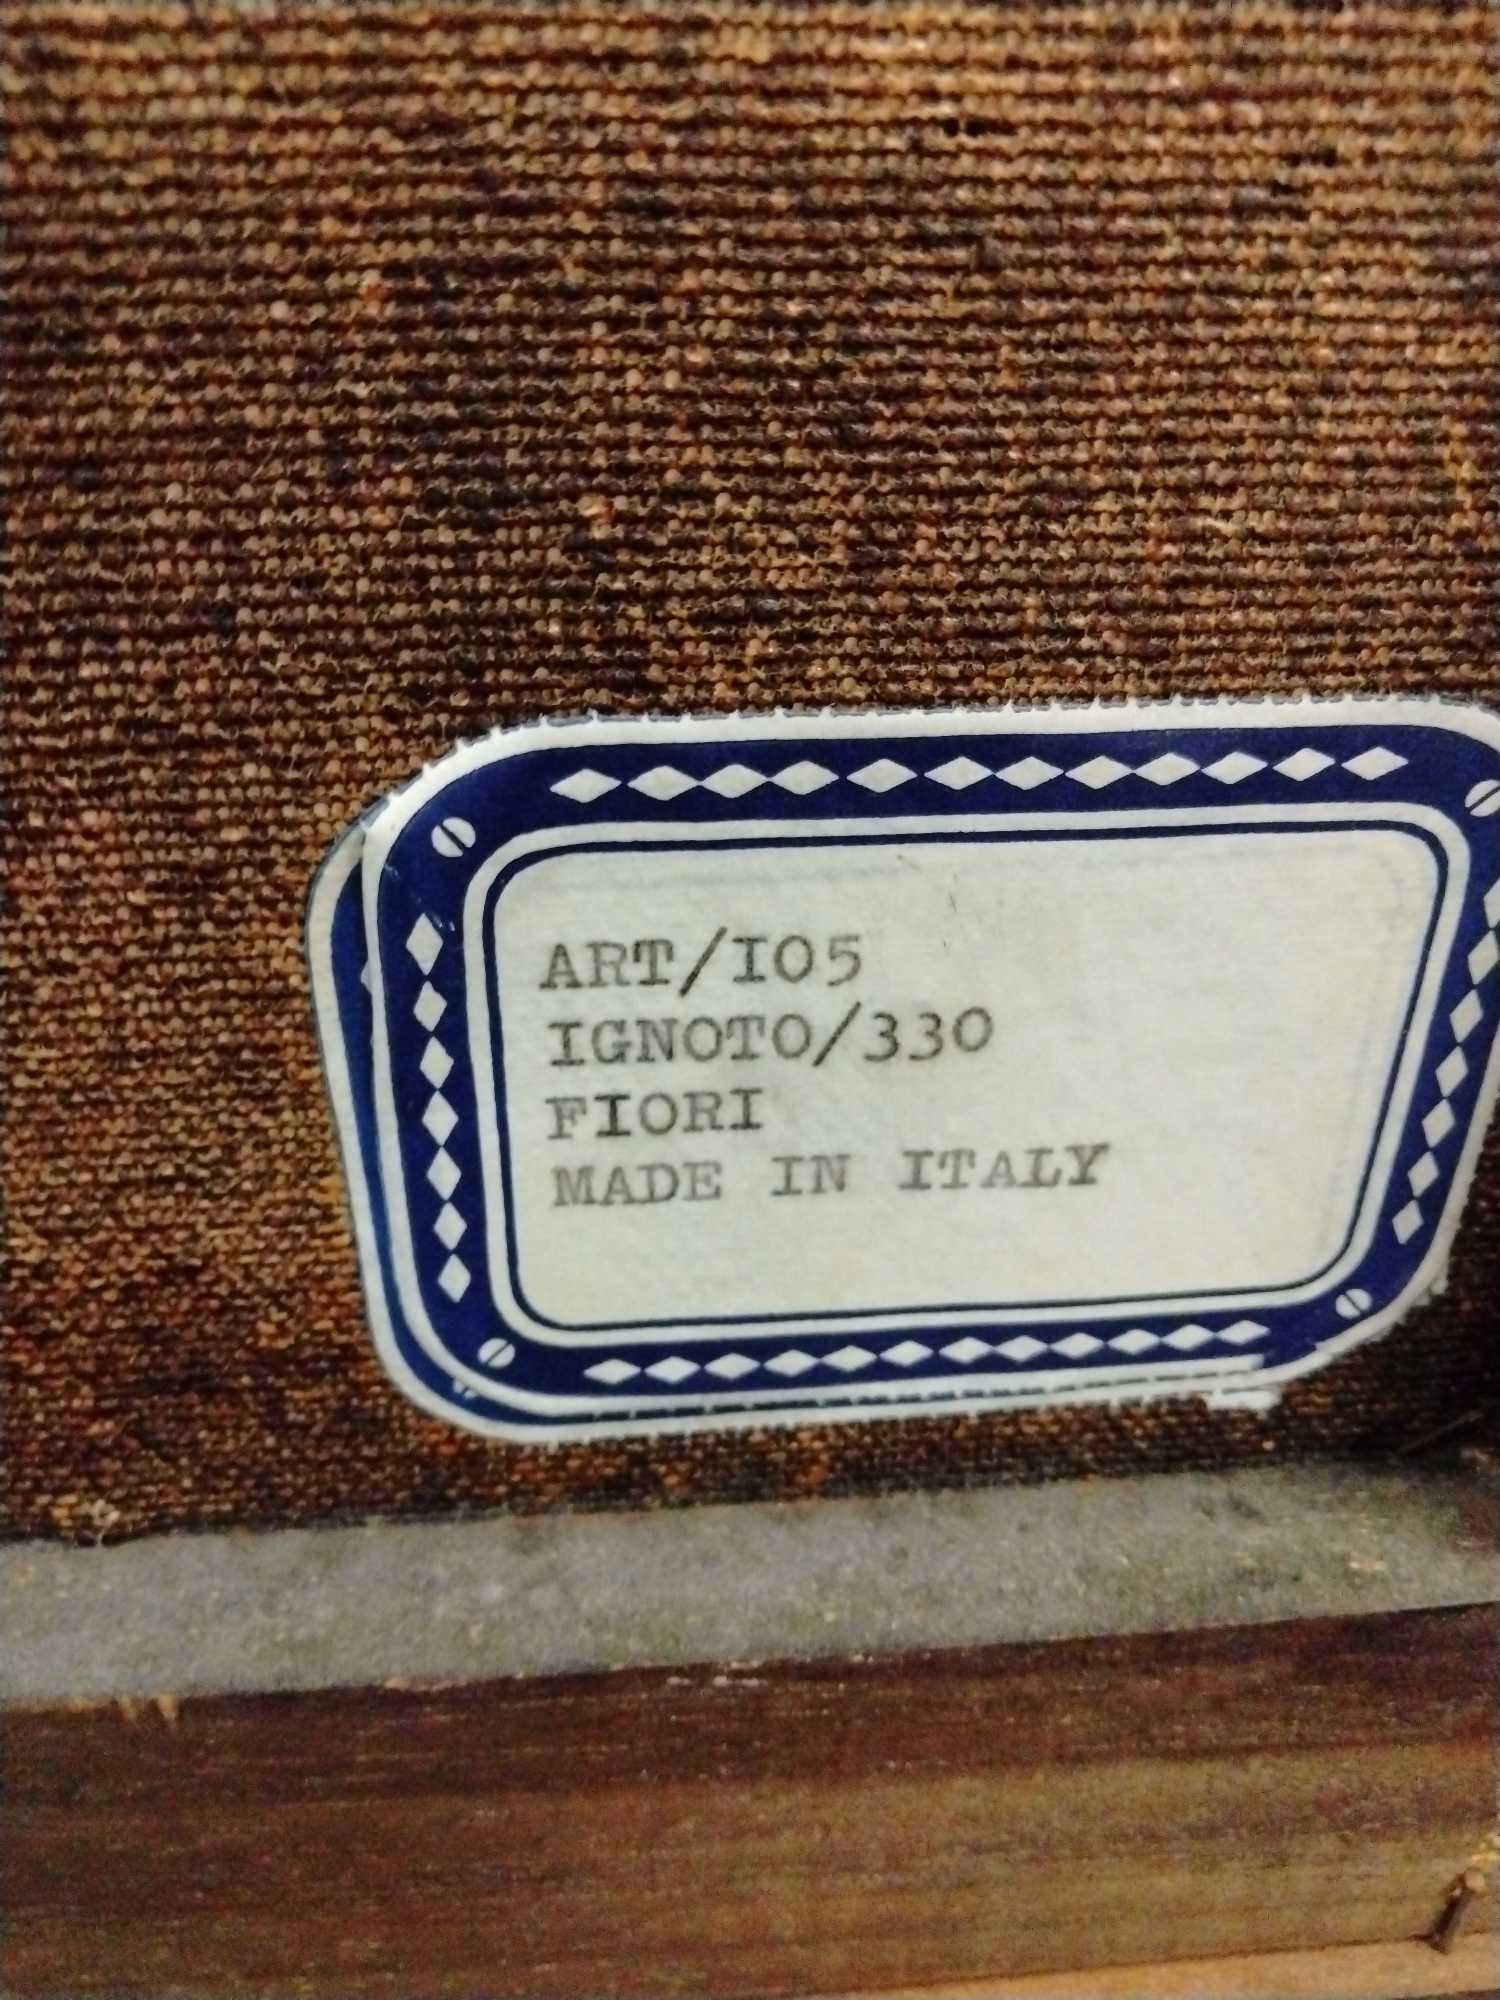 ART/I05
IGNOTO/330
FIORI
MADE IN ITALY